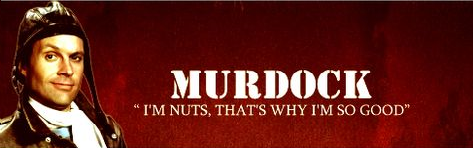 MURDOCK
“ I'M NUTS, THAT'S WHY I'M SO GOOD”